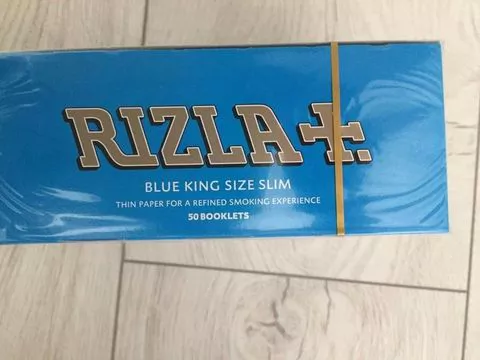 RIZLA+.
BLUE KING SIZE SLIM
THIN PAPER FOR A REFINED SMOKING EXPERIENCE
50 BOOKLETS